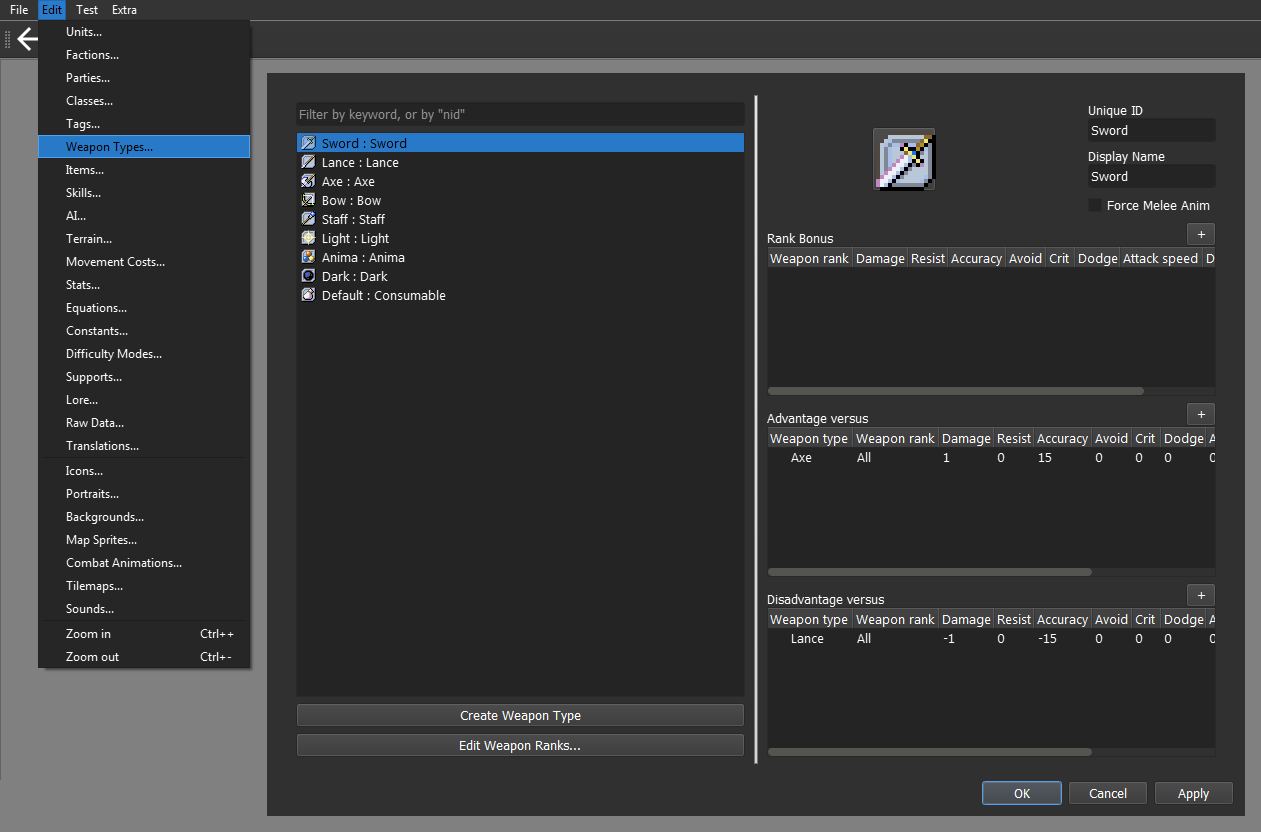 File Edit Test Extra
Units...
Factions...
Parties...
Classes...
Tags...
Weapon Types...
Items...
Skills...
AI...
Terrain...
Movement Costs...
Stats...
Equations...
Constants...
Difficulty Modes...
Supports...
Lore...
Raw Data...
Translations...
Icons...
Portraits...
Backgrounds...
Map Sprites...
Combat Animations...
Tilemaps...
Sounds...
Zoom in Ctrl++
Zoom out Ctrl+-
Filter by keyword, or by "nid"
Sword : Sword
Lance : Lance
Axe : Axe
Bow : Bow
Staff : Staff
Light : Light
Anima : Anima
Dark : Dark
Default : Consumable
Create Weapon Type
Edit Weapon Ranks...
Unique ID
Sword
Display Name
Sword
Force Melee Anim
Rank Bonus +
Weapon rank Damage Resist Accuracy Avoid Crit Dodge Attack speed D
Advantage versus +
Weapon type Weapon rank Damage Resist Accuracy Avoid Crit Dodge A
Axe All 1 0 15 0 0 0 0
Disadvantage versus +
Weapon type Weapon rank Damage Resist Accuracy Avoid Crit Dodge A
Lance All -1 0 -15 0 0 0 0
OK Cancel Apply